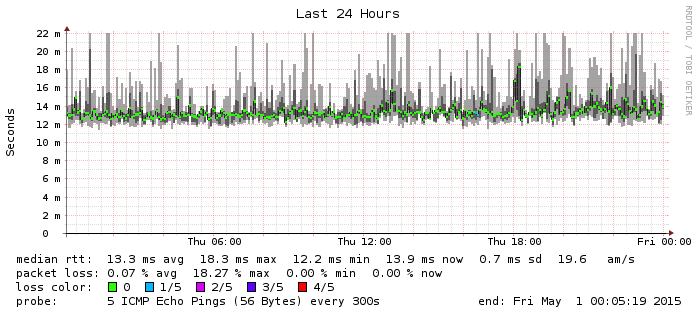 Last 24 Hours
RRDTOOL / TOBI OETIKER
Seconds
22 m
20 m
18 m
16 m
14 m
12 m
10 m
8 m
6 m
4 m
2 m
0
Thu 06:00 Thu 12:00 Thu 18:00 Fri 00:00
median rtt: 13.3 ms avg 18.3 ms max 12.2 ms min 13.9 ms now 0.7 ms sd 19.6 am/s
packet loss: 0.07 % avg 18.27 % max 0.00 % min 0.00 % now
loss color: 0 1/5 2/5 3/5 4/5
probe: 5 ICMP Echo Pings (56 Bytes) every 300s end: Fri May 1 00:05:19 2015